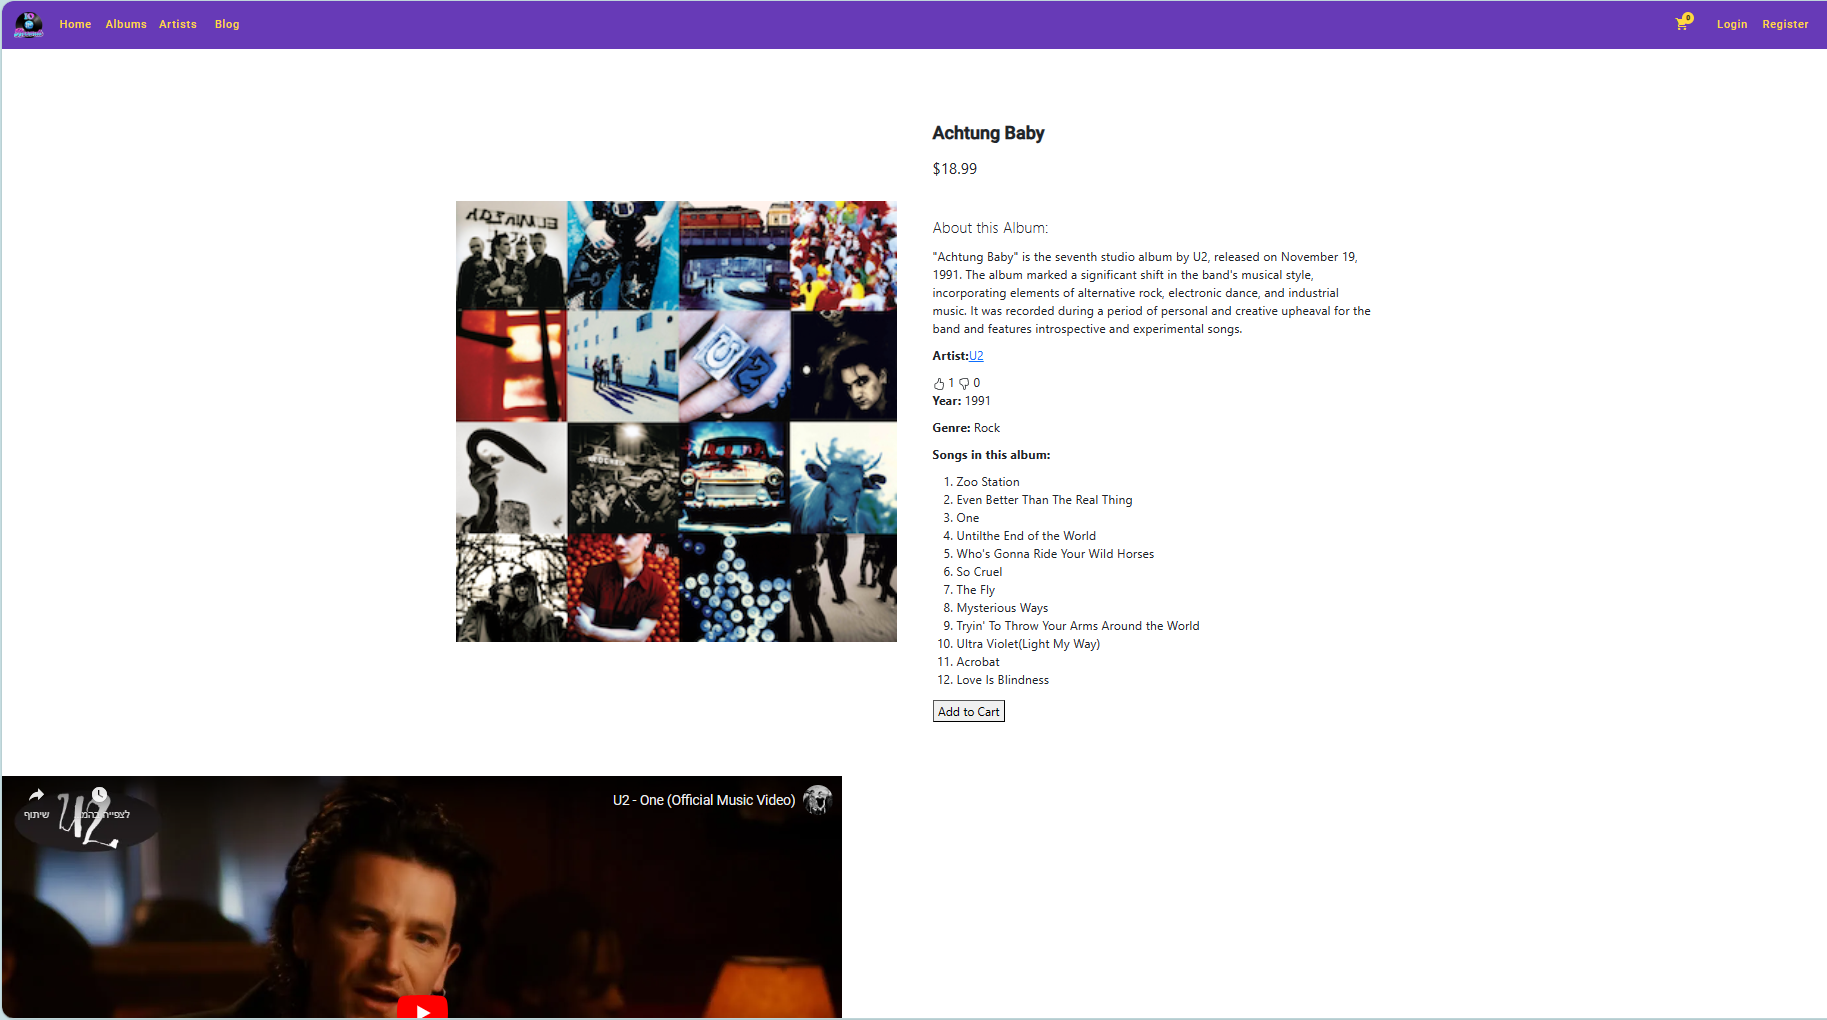 Home Albums Artists Blog
0 Login Register
Achtung Baby
$18.99
About this Album:
"Achtung Baby" is the seventh studio album by U2, released on November 19,
1991. The album marked a significant shift in the band's musical style,
incorporating elements of alternative rock, electronic dance, and industrial
music. It was recorded during a period of personal and creative upheaval for the
band and features introspective and experimental songs.
Artist:U2
1 0
Year: 1991
Genre: Rock
Songs in this album:
1. Zoo Station
2. Even Better Than The Real Thing
3. One
4. Untilthe End of the World
5. Who's Gonna Ride Your Wild Horses
6. So Cruel
7. The Fly
8. Mysterious Ways
9. Tryin' To Throw Your Arms Around the World
10. Ultra Violet(Light My Way)
11. Acrobat
12. Love Is Blindness
Add to Cart
U2 - One (Official Music Video)
שיתוף
U2